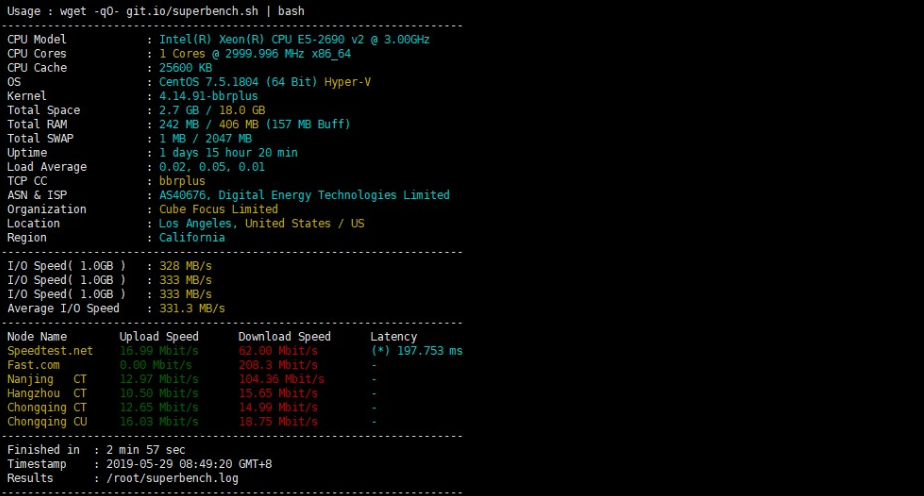 Usage : wget -qO- git.io/superbench.sh | bash
----------------------------------------------------------------------
CPU Model : Intel(R) Xeon(R) CPU E5-2690 v2 @ 3.00GHz
CPU Cores : 1 Cores @ 2999.996 MHz x86_64
CPU Cache : 25600 KB
OS : CentOS 7.5.1804 (64 Bit) Hyper-V
Kernel : 4.14.91-bbrplus
Total Space : 2.7 GB / 18.0 GB
Total RAM : 242 MB / 406 MB (157 MB Buff)
Total SWAP : 1 MB / 2047 MB
Uptime : 1 days 15 hour 20 min
Load Average : 0.02, 0.05, 0.01
TCP CC : bbrplus
ASN & ISP : AS40676, Digital Energy Technologies Limited
Organization : Cube Focus Limited
Location : Los Angeles, United States / US
Region : California
----------------------------------------------------------------------
I/O Speed( 1.0GB ) : 328 MB/s
I/O Speed( 1.0GB ) : 333 MB/s
I/O Speed( 1.0GB ) : 333 MB/s
Average I/O Speed : 331.3 MB/s
----------------------------------------------------------------------
Node Name Upload Speed Download Speed Latency
Speedtest.net 16.99 Mbit/s 62.00 Mbit/s (*) 197.753 ms
Fast.com 0.00 Mbit/s 208.3 Mbit/s -
Nanjing CT 12.97 Mbit/s 104.36 Mbit/s -
Hangzhou CT 10.50 Mbit/s 15.65 Mbit/s -
Chongqing CT 12.65 Mbit/s 14.99 Mbit/s -
Chongqing CU 16.03 Mbit/s 18.75 Mbit/s -
----------------------------------------------------------------------
Finished in : 2 min 57 sec
Timestamp : 2019-05-29 08:49:20 GMT+8
Results : /root/superbench.log
----------------------------------------------------------------------